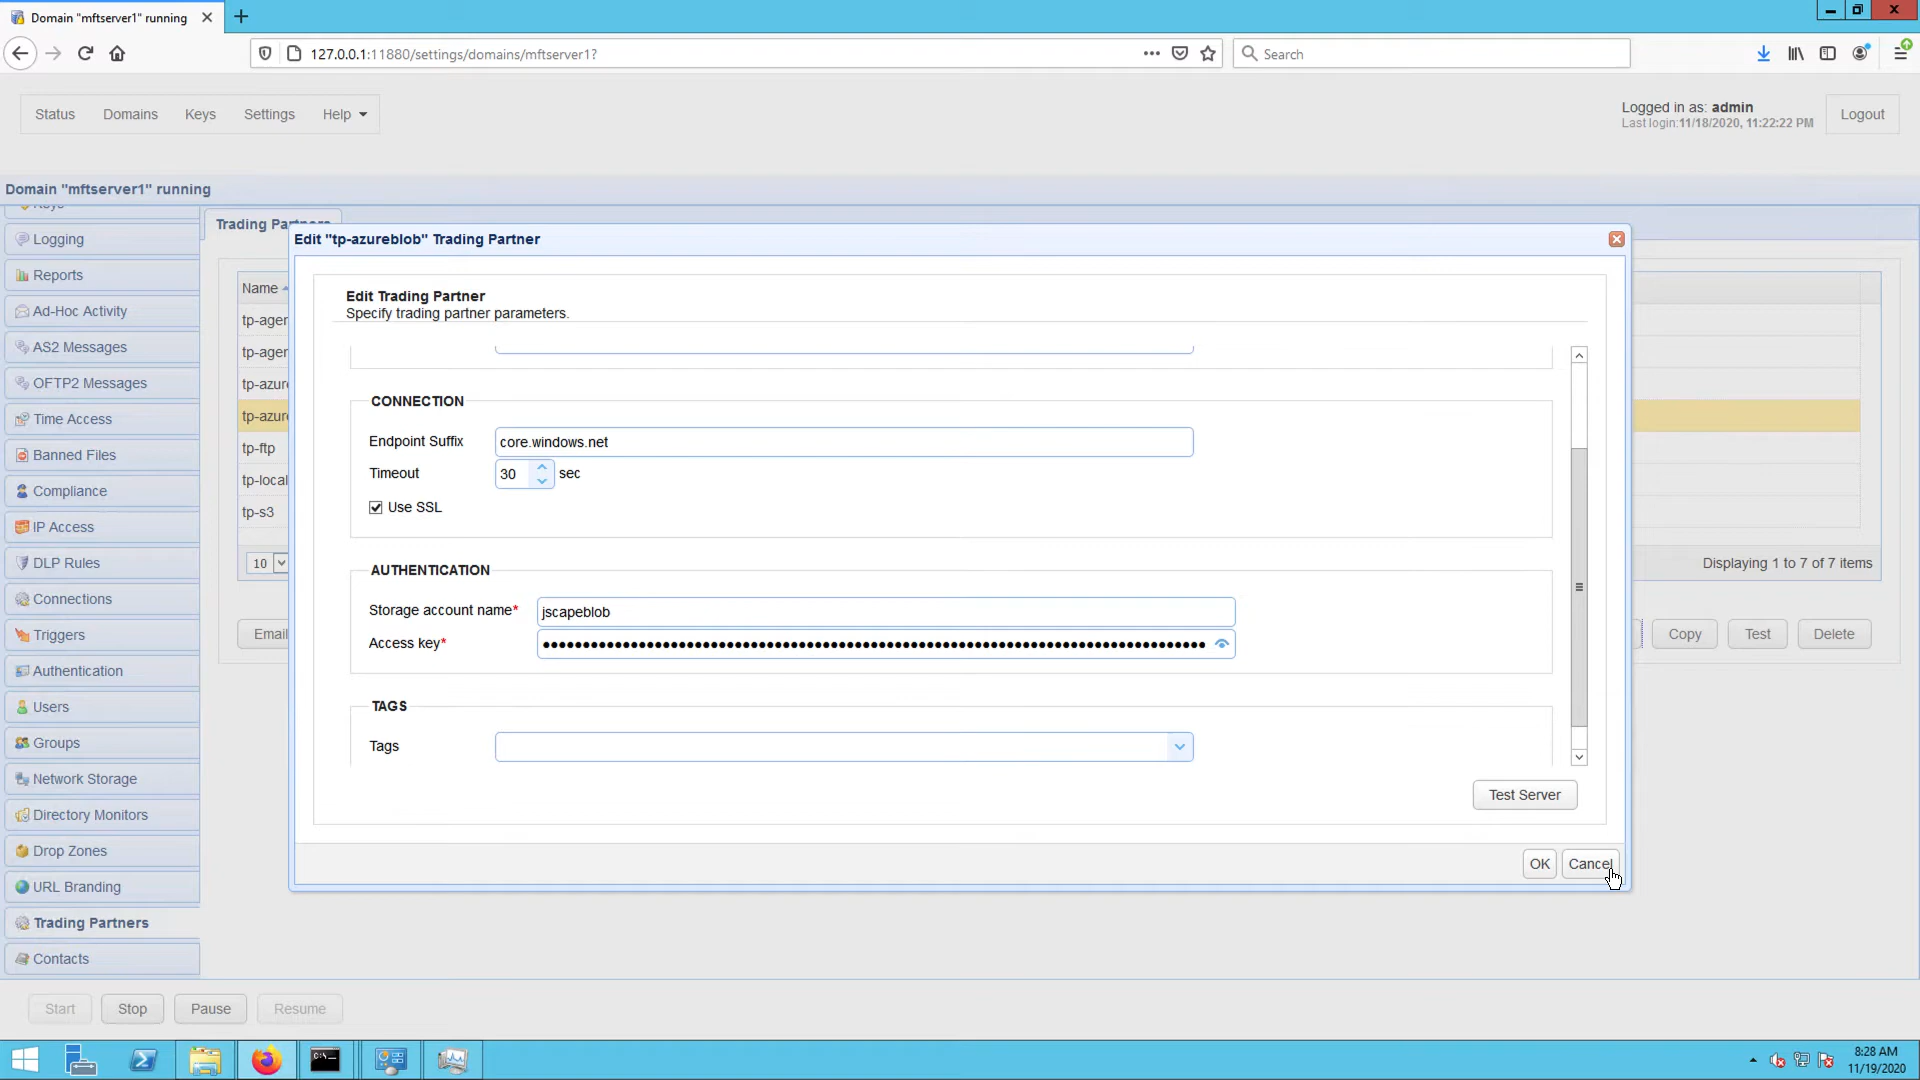 Domain "mftserver1" running
127.0.0.1:11880/settings/domains/mftserver1?
Search
Status Domains Keys Settings Help
Logged in as: admin
Last login:11/18/2020, 11:22:22 PM
Logout
Domain "mftserver1" running
Keys
Logging
Reports
Ad-Hoc Activity
AS2 Messages
OFTP2 Messages
Time Access
Banned Files
Compliance
IP Access
DLP Rules
Connections
Triggers
Authentication
Users
Groups
Network Storage
Directory Monitors
Drop Zones
URL Branding
Trading Partners
Contacts
Trading Partners
Name
tp-agen
tp-agen
tp-azure
tp-azure
tp-ftp
tp-local
tp-s3
10
Displaying 1 to 7 of 7 items
Email
Copy Test Delete
Edit "tp-azureblob" Trading Partner
Edit Trading Partner
Specify trading partner parameters.
CONNECTION
Endpoint Suffix core.windows.net
Timeout 30 sec
Use SSL
AUTHENTICATION
Storage account name* jscapeblob
Access key*
TAGS
Tags
Test Server
OK Cancel
Start Stop Pause Resume
8:28 AM
11/19/2020